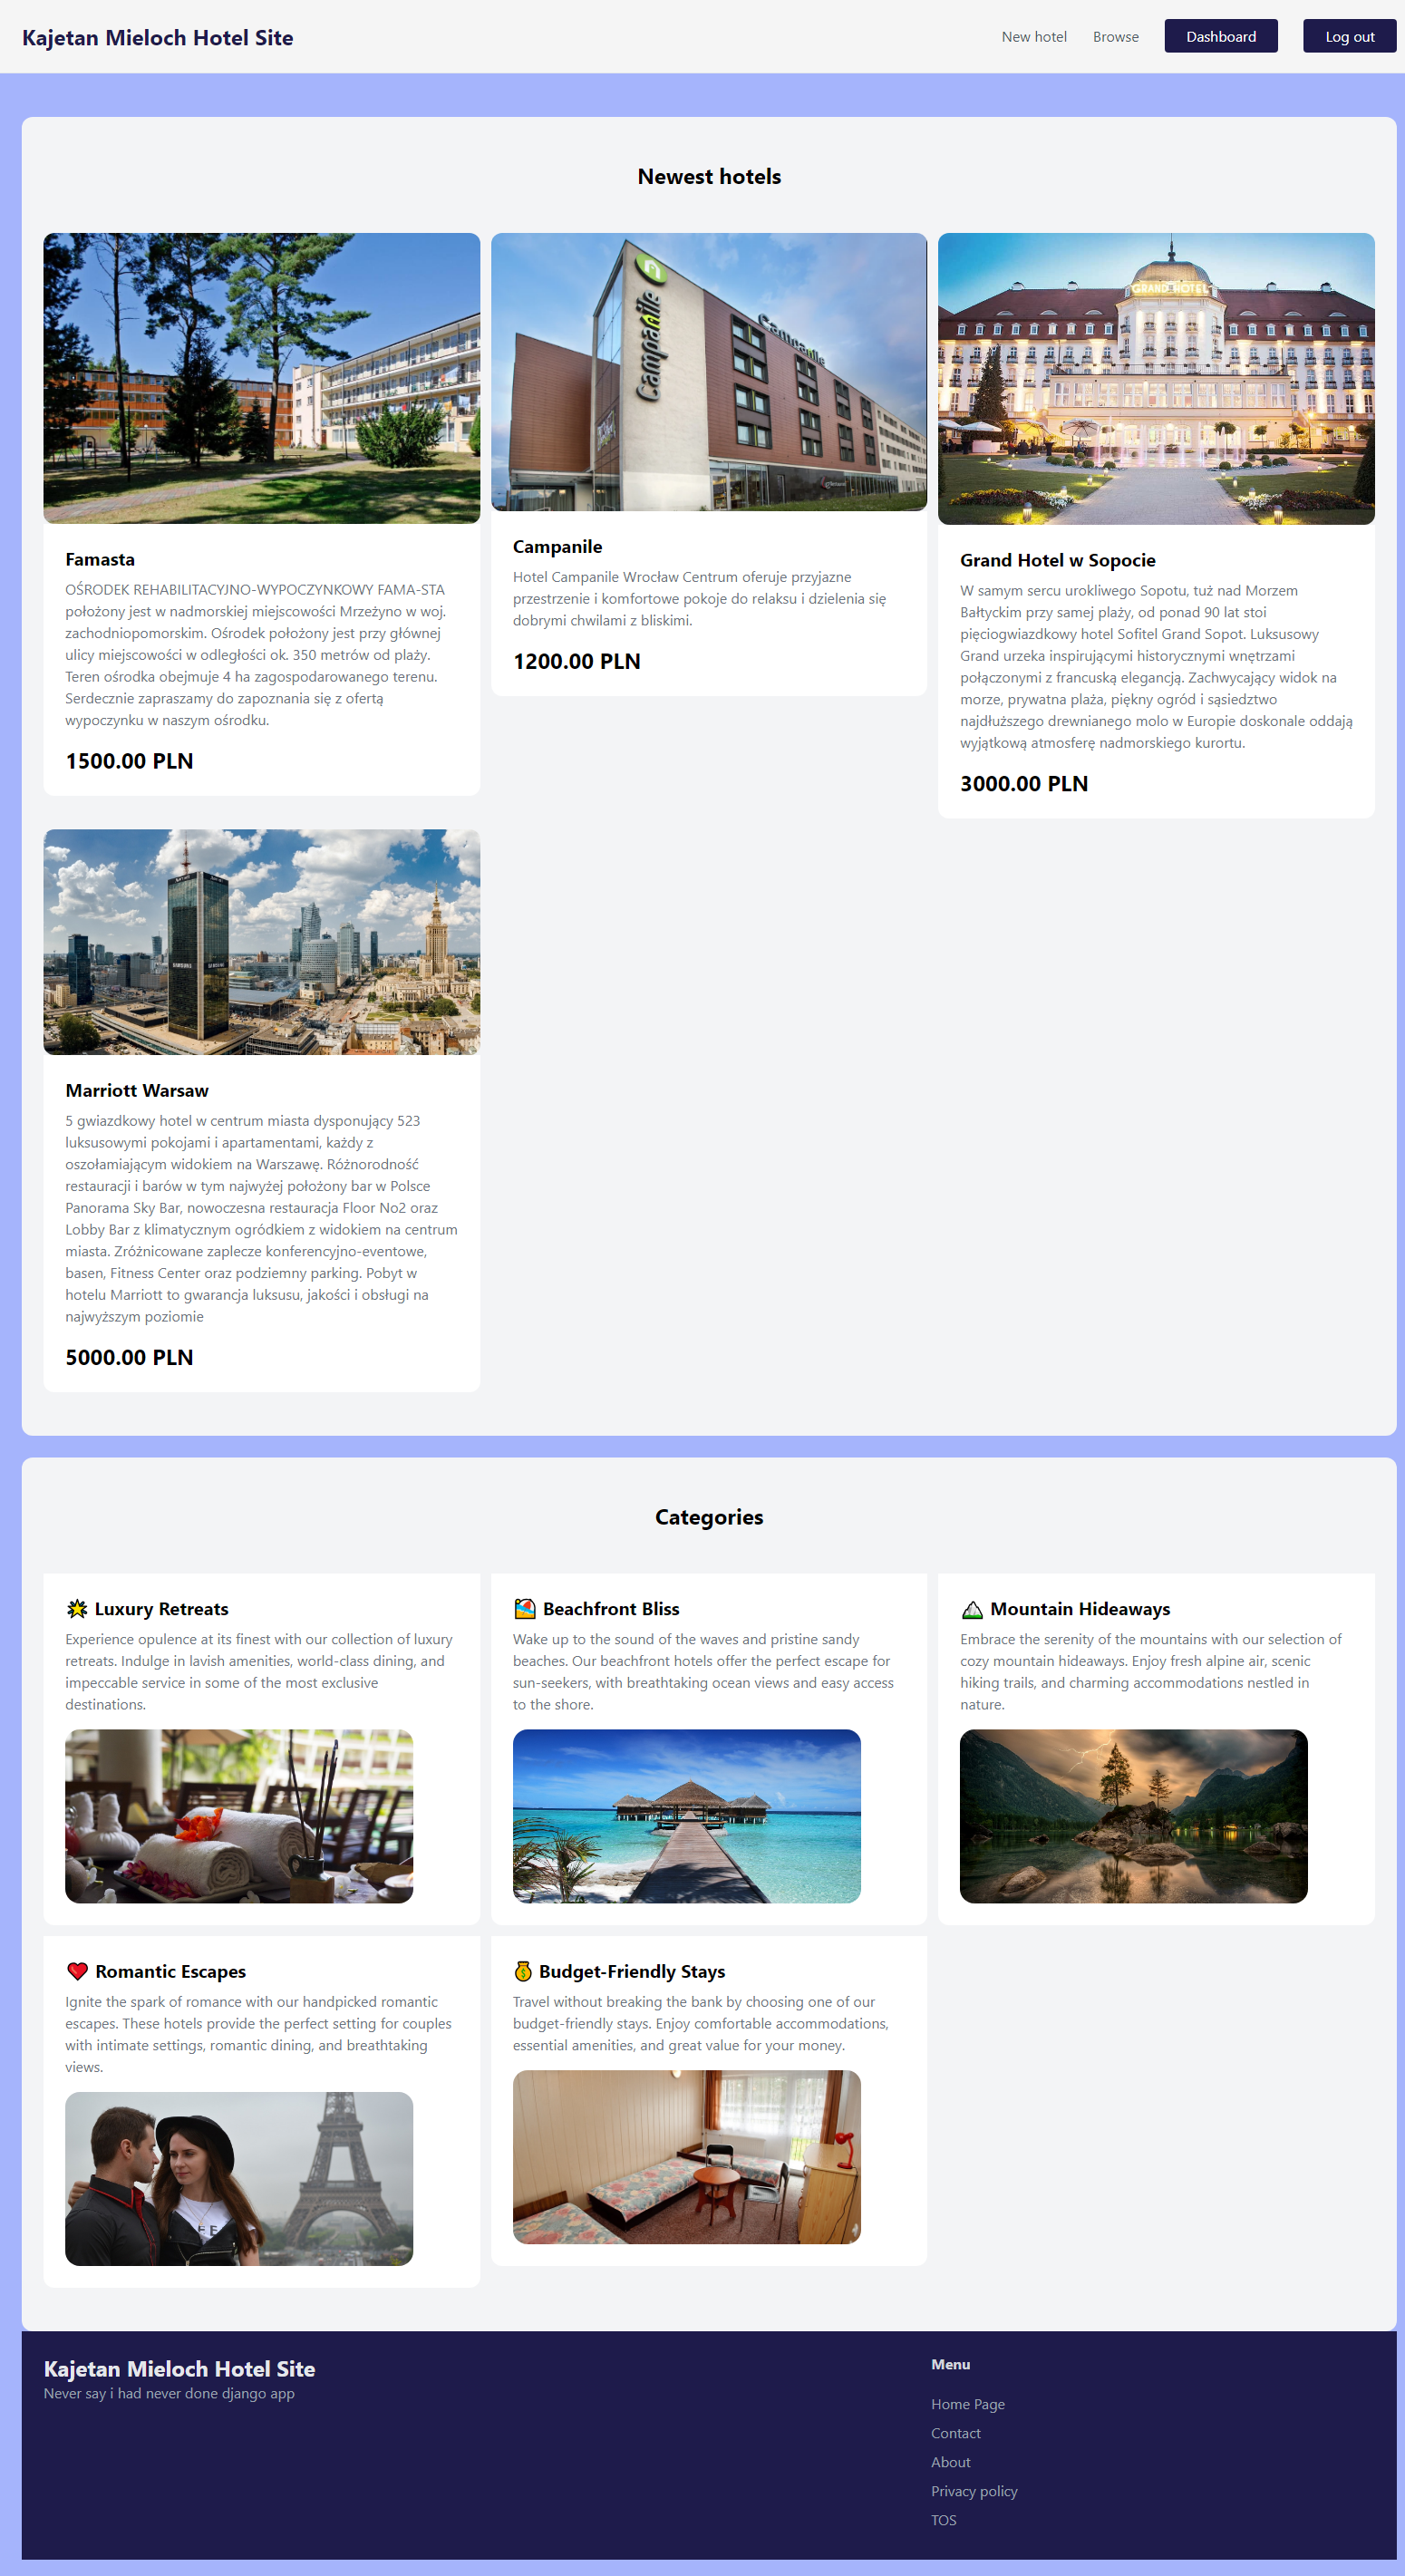 Kajetan Mieloch Hotel Site
New hotel
Browse
Dashboard
Log out
Newest hotels
Campanile
Campanile
GRAND HOTEL
Famasta
OŚRODEK REHABILITACYJNO-WYPOCZYNKOWY FAMA-STA
położony jest w nadmorskiej miejscowości Mrzeżyno w woj.
zachodniopomorskim. Ośrodek położony jest przy głównej
ulicy miejscowości w odległości ok. 350 metrów od plaży.
Teren ośrodka obejmuje 4 ha zagospodarowanego terenu.
Serdecznie zapraszamy do zapoznania się z ofertą
wypoczynku w naszym ośrodku.
1500.00 PLN
Campanile
Hotel Campanile Wrocław Centrum oferuje przyjazne
przestrzenie i komfortowe pokoje do relaksu i dzielenia się
dobrymi chwilami z bliskimi.
1200.00 PLN
Grand Hotel w Sopocie
W samym sercu urokliwego Sopotu, tuż nad Morzem
Bałtyckim przy samej plaży, od ponad 90 lat stoi
pięciogwiazdkowy hotel Sofitel Grand Sopot. Luksusowy
Grand urzeka inspirującymi historycznymi wnętrzami
połączonymi z francuską elegancją. Zachwycający widok na
morze, prywatna plaża, piękny ogród i sąsiedztwo
najdłuższego drewnianego molo w Europie doskonale oddają
wyjątkową atmosferę nadmorskiego kurortu.
3000.00 PLN
Marriott Warsaw
5 gwiazdkowy hotel w centrum miasta dysponujący 523
luksusowymi pokojami i apartamentami, każdy z
oszołamiającym widokiem na Warszawę. Różnorodność
restauracji i barów w tym najwyżej położony bar w Polsce
Panorama Sky Bar, nowoczesna restauracja Floor No2 oraz
Lobby Bar z klimatycznym ogródkiem z widokiem na centrum
miasta. Zróżnicowane zaplecze konferencyjno-eventowe,
basen, Fitness Center oraz podziemny parking. Pobyt w
hotelu Marriott to gwarancja luksusu, jakości i obsługi na
najwyższym poziomie
5000.00 PLN
Categories
🌟 Luxury Retreats
Experience opulence at its finest with our collection of luxury
retreats. Indulge in lavish amenities, world-class dining, and
impeccable service in some of the most exclusive
destinations.
🏖️ Beachfront Bliss
Wake up to the sound of the waves and pristine sandy
beaches. Our beachfront hotels offer the perfect escape for
sun-seekers, with breathtaking ocean views and easy access
to the shore.
🏔️ Mountain Hideaways
Embrace the serenity of the mountains with our selection of
cozy mountain hideaways. Enjoy fresh alpine air, scenic
hiking trails, and charming accommodations nestled in
nature.
❤️ Romantic Escapes
Ignite the spark of romance with our handpicked romantic
escapes. These hotels provide the perfect setting for couples
with intimate settings, romantic dining, and breathtaking
views.
💰 Budget-Friendly Stays
Travel without breaking the bank by choosing one of our
budget-friendly stays. Enjoy comfortable accommodations,
essential amenities, and great value for your money.
Kajetan Mieloch Hotel Site
Never say i had never done django app
Menu
Home Page
Contact
About
Privacy policy
TOS